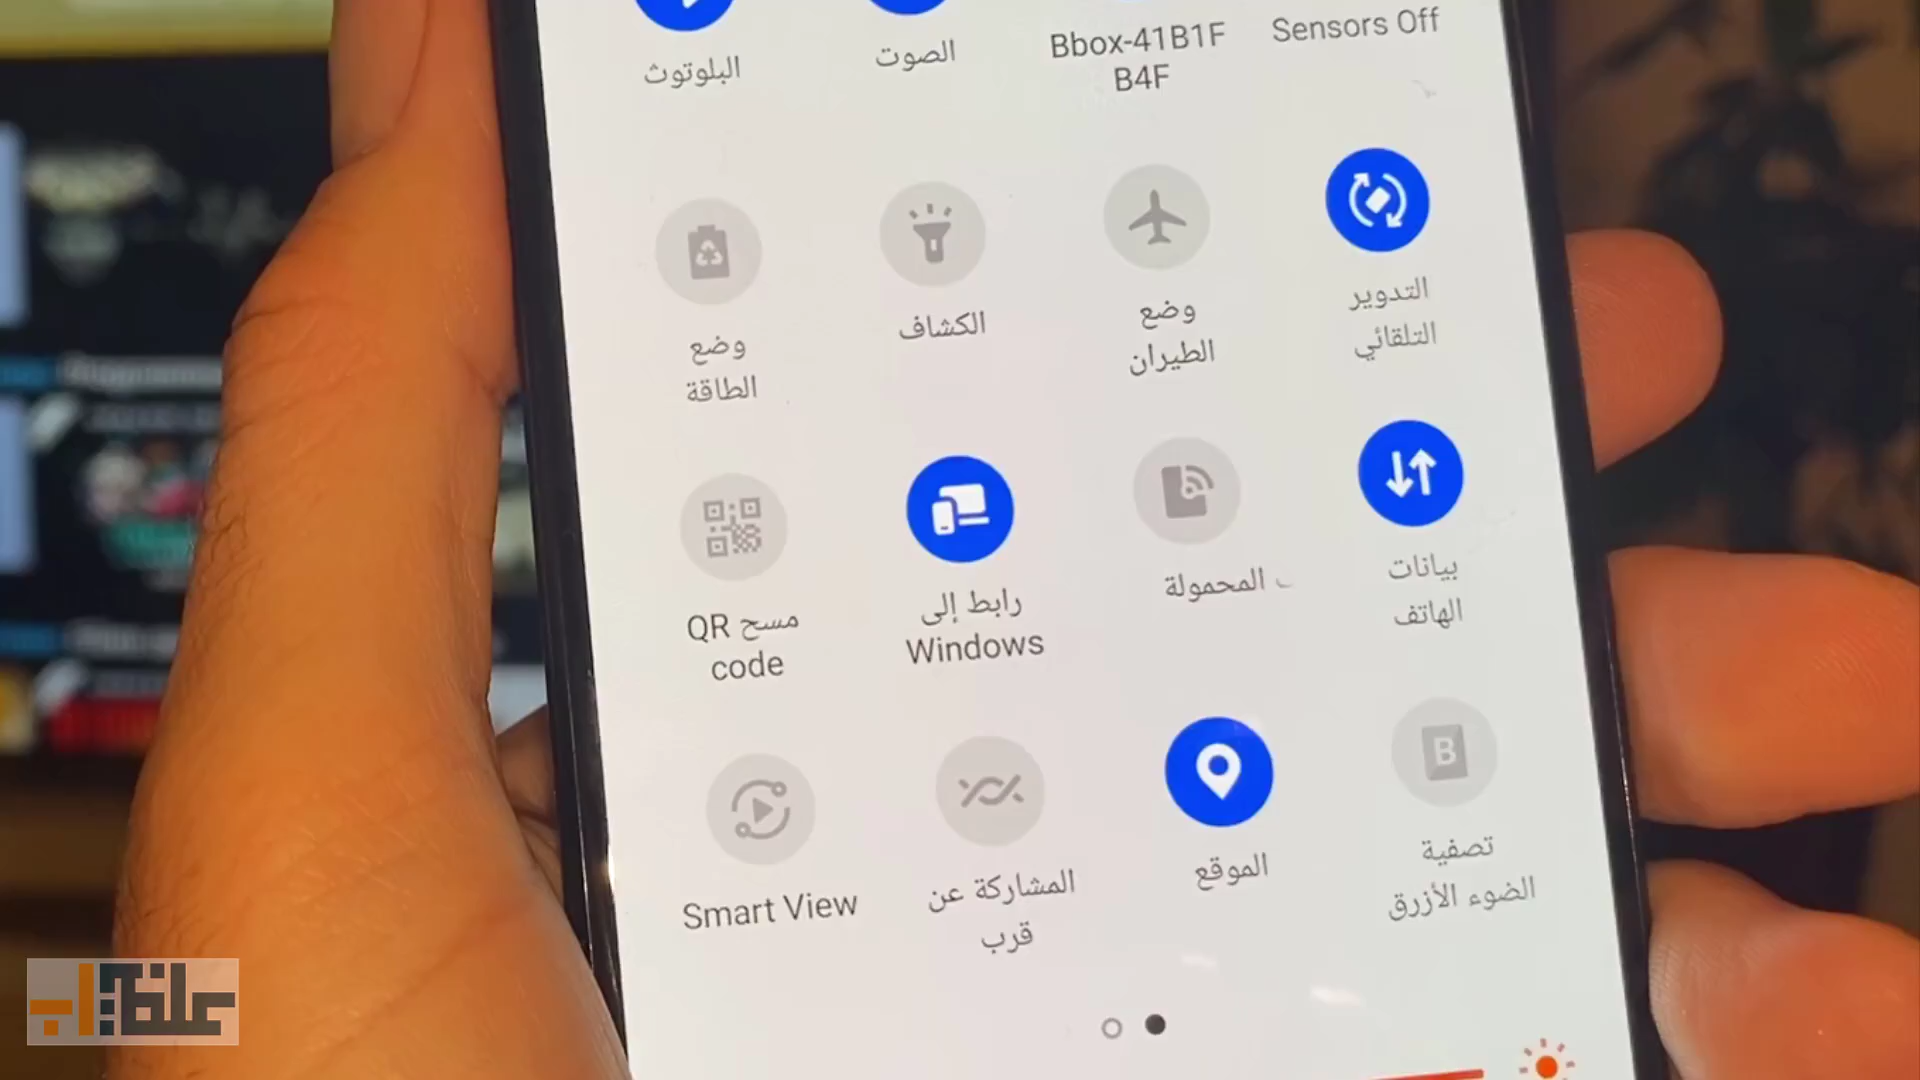 Sensors Off
Bbox-41B1F
B4F
الصوت
البلوتوث
التدوير
التلقائي
وضع
الطيران
الكشاف
وضع
الطاقة
بيانات
الهاتف
المحمولة
رابط إلى
Windows
مسح QR
code
B
تصفية
الضوء الأزرق
الموقع
المشاركة عن
قرب
Smart View